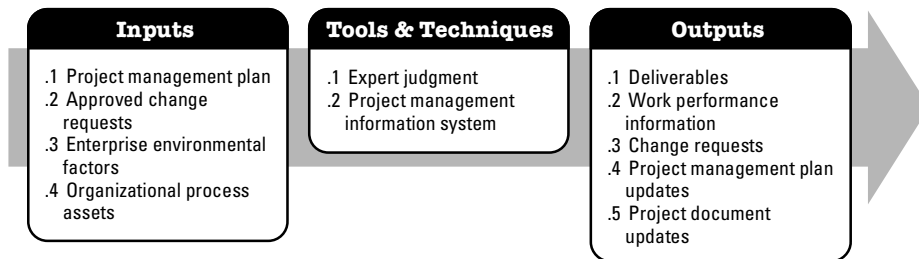 Inputs
.1 Project management plan
.2 Approved change
requests
.3 Enterprise environmental
factors
.4 Organizational process
assets
Tools & Techniques
.1 Expert judgment
.2 Project management
information system
Outputs
.1 Deliverables
.2 Work performance
information
.3 Change requests
.4 Project management plan
updates
.5 Project document
updates